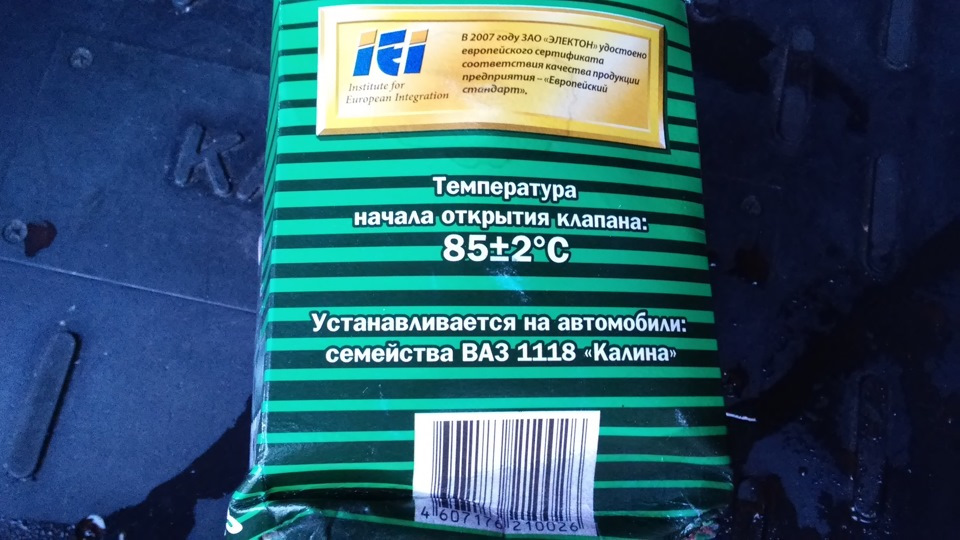 iti
Institute for
European Integration
В 2007 году ЗАО «ЭЛЕКТОН» удостоено
европейского сертификата
соответствия качества продукции
предприятия – «Европейский
стандарт».
Температура
начала открытия клапана:
85±2°C
Устанавливается на автомобили:
семейства ВАЗ 1118 «Калина»
4 607176 210026